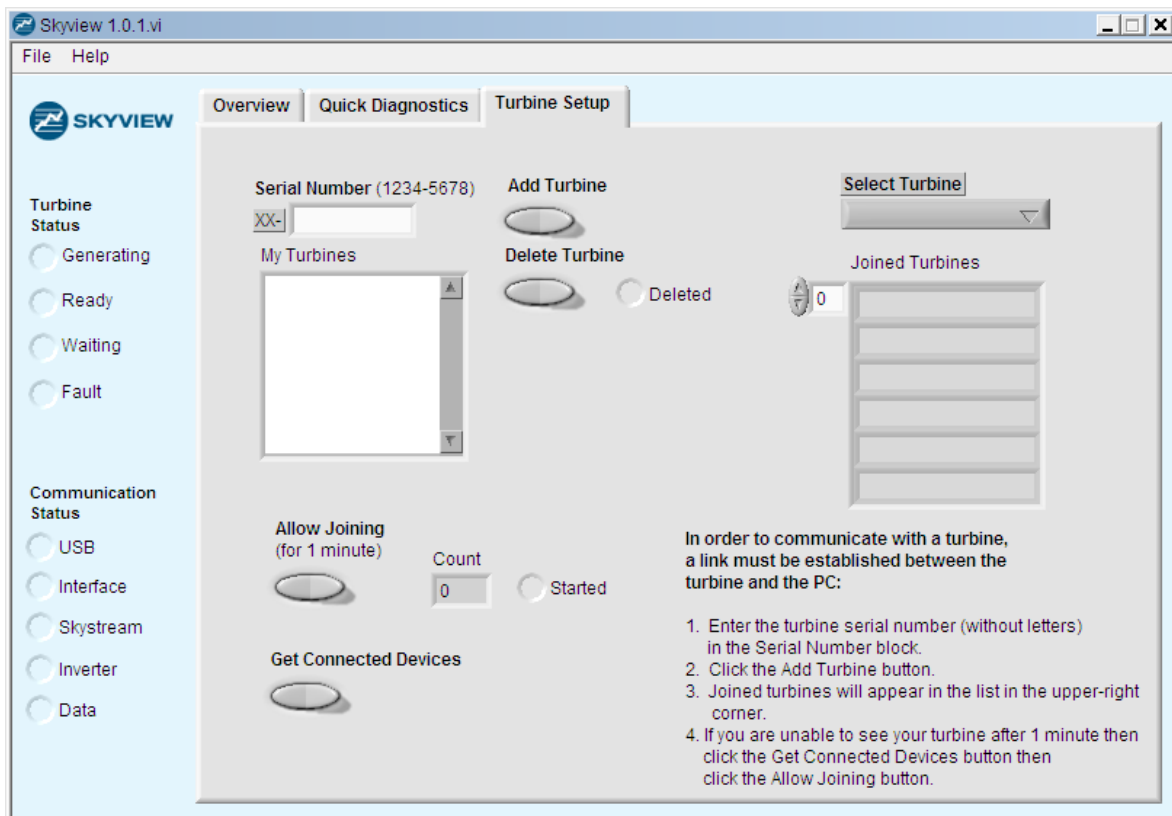 Skyview 1.0.1.vi
File Help
SKYVIEW
Overview
Quick Diagnostics
Turbine Setup
Turbine
Status
Generating
Ready
Waiting
Fault
Communication
Status
USB
Interface
Skystream
Inverter
Data
Serial Number (1234-5678)
XX-
Add Turbine
My Turbines
Delete Turbine
Deleted
Select Turbine
Joined Turbines
0
Allow Joining
(for 1 minute)
Count
0
Started
Get Connected Devices
In order to communicate with a turbine,
a link must be established between the
turbine and the PC:
1. Enter the turbine serial number (without letters)
in the Serial Number block.
2. Click the Add Turbine button.
3. Joined turbines will appear in the list in the upper-right
corner.
4. If you are unable to see your turbine after 1 minute then
click the Get Connected Devices button then
click the Allow Joining button.